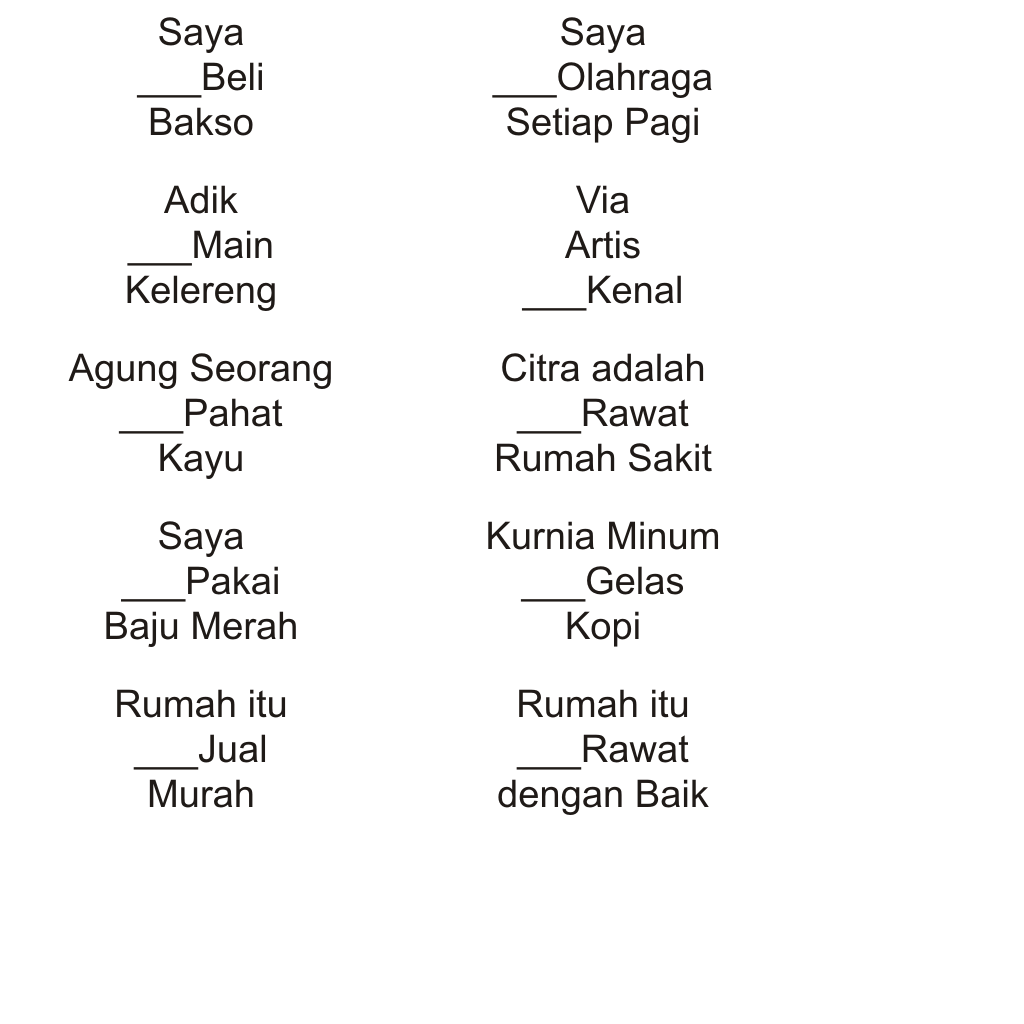 Saya
___Beli
Bakso
Adik
___Main
Kelereng
Agung Seorang
___Pahat
Kayu
Saya
___Pakai
Baju Merah
Rumah itu
___Jual
Murah
Saya
___Olahraga
Setiap Pagi
Via
Artis
___Kenal
Citra adalah
___Rawat
Rumah Sakit
Kurnia Minum
___Gelas
Kopi
Rumah itu
___Rawat
dengan Baik